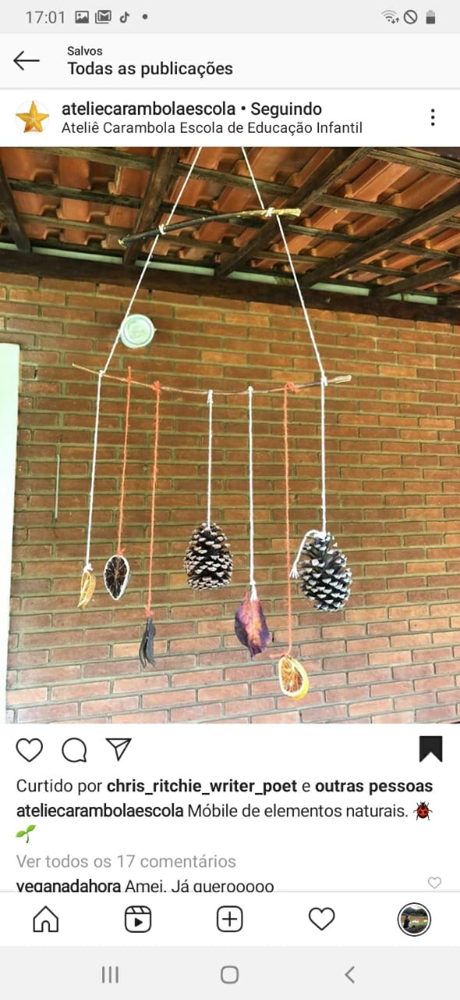 17:01
Salvos
Todas as publicações
ateliecarambolaescola • Seguindo
Ateliê Carambola Escola de Educação Infantil
Curtido por chris_ritchie_writer_poet e outras pessoas
ateliecarambolaescola Móbile de elementos naturais. 🐞
🌱
Ver todos os 17 comentários
veganadahora Amei. Já querooooo